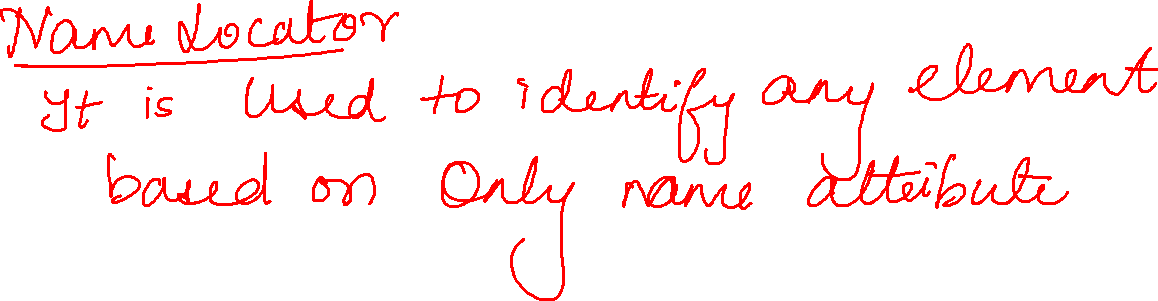 Name Locator
It is Used to identify any element
based on Only name attribute